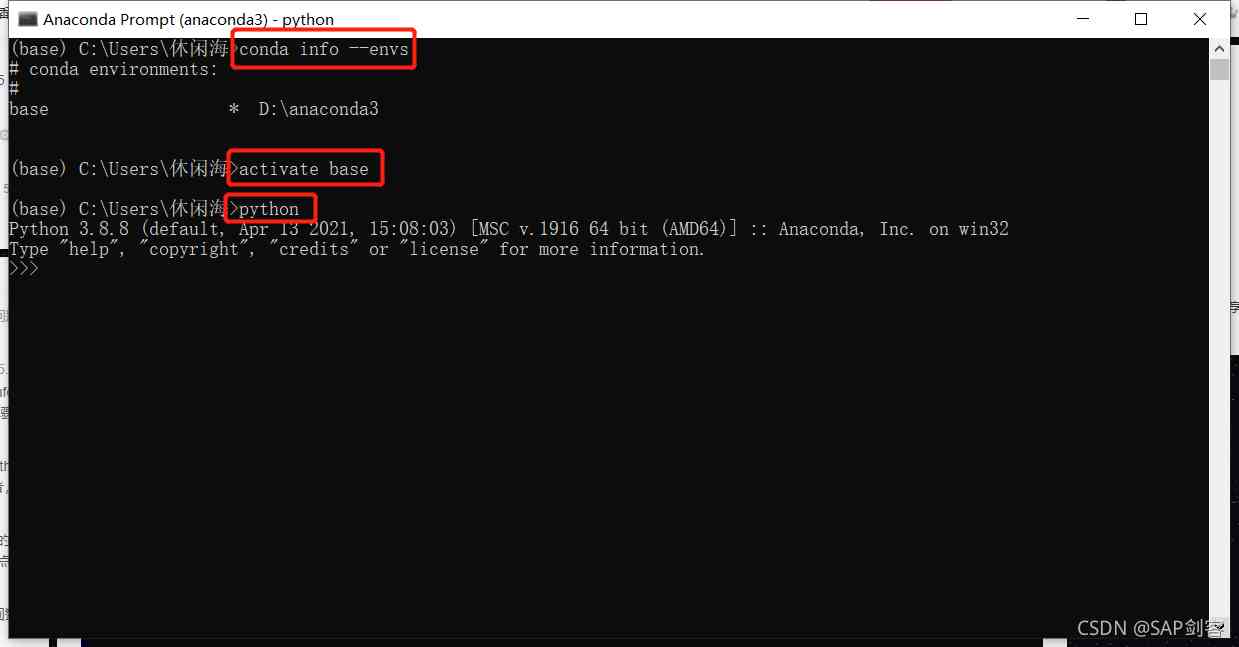 Anaconda Prompt (anaconda3) - python
(base) C:\Users\休闲海>conda info --envs
# conda environments:
#
base                  *  D:\anaconda3
(base) C:\Users\休闲海>activate base
(base) C:\Users\休闲海>python
Python 3.8.8 (default, Apr 13 2021, 15:08:03) [MSC v.1916 64 bit (AMD64)] :: Anaconda, Inc. on win32
Type "help", "copyright", "credits" or "license" for more information.
>>>
CSDN @SAP剑客